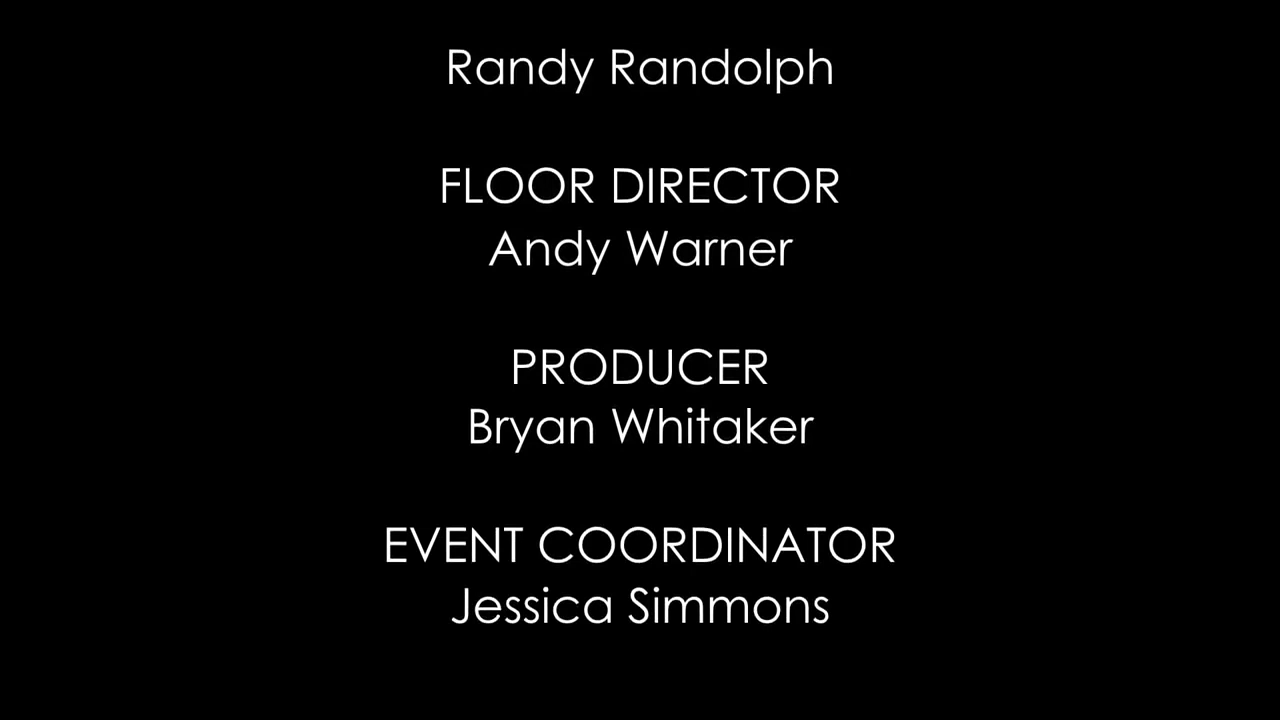 Randy Randolph
FLOOR DIRECTOR
Andy Warner
PRODUCER
Bryan Whitaker
EVENT COORDINATOR
Jessica Simmons